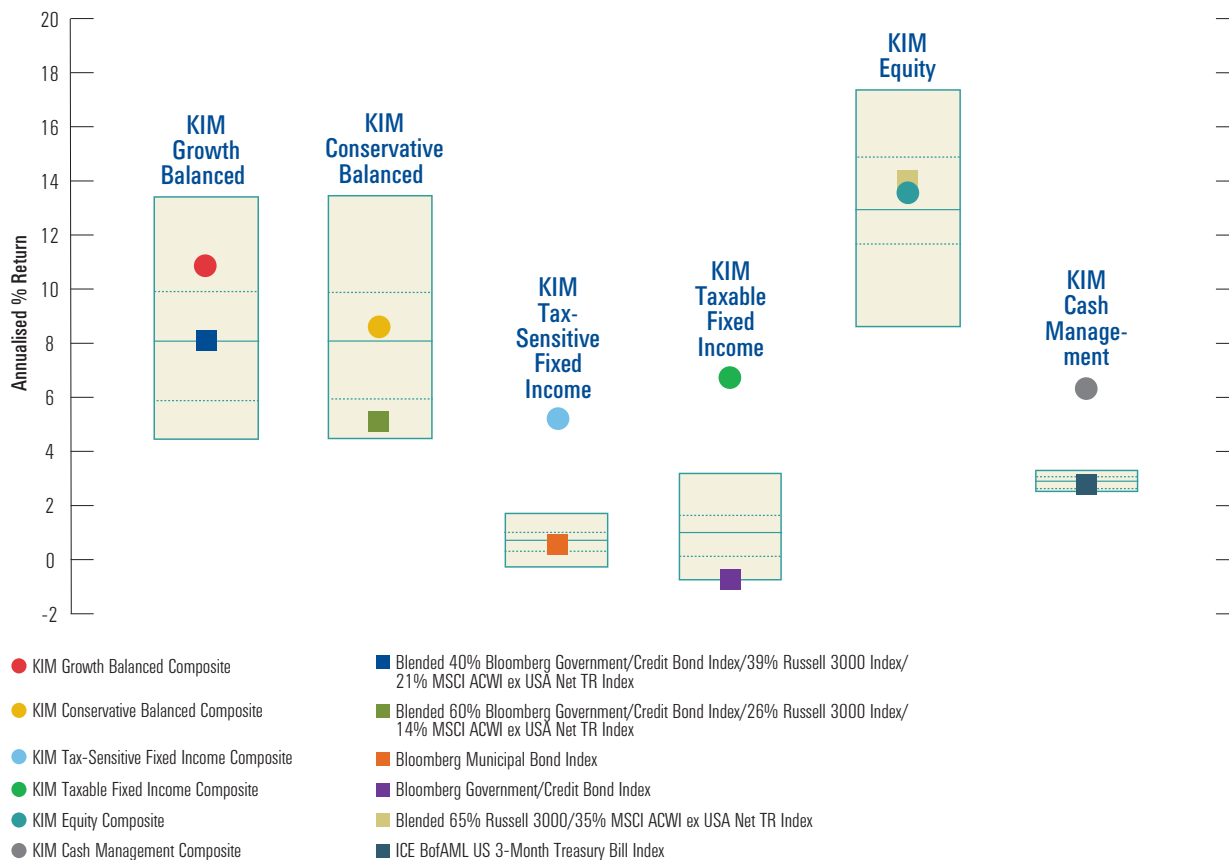 20
18
16
14
12
10
8
6
4
2
0
-2
Annualised % Return
KIM
Growth
Balanced
KIM
Conservative
Balanced
KIM
Tax-
Sensitive
Fixed
Income
KIM
Taxable
Fixed
Income
KIM
Equity
KIM
Cash
Manage-
ment
KIM Growth Balanced Composite
KIM Conservative Balanced Composite
KIM Tax-Sensitive Fixed Income Composite
KIM Taxable Fixed Income Composite
KIM Equity Composite
KIM Cash Management Composite
Blended 40% Bloomberg Government/Credit Bond Index/39% Russell 3000 Index/
21% MSCI ACWI ex USA Net TR Index
Blended 60% Bloomberg Government/Credit Bond Index/26% Russell 3000 Index/
14% MSCI ACWI ex USA Net TR Index
Bloomberg Municipal Bond Index
Bloomberg Government/Credit Bond Index
Blended 65% Russell 3000/35% MSCI ACWI ex USA Net TR Index
ICE BofAML US 3-Month Treasury Bill Index